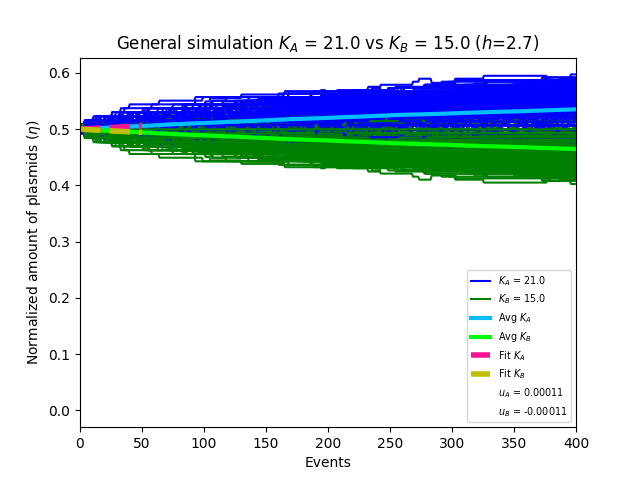 General simulation K_A = 21.0 vs K_B = 15.0 (h=2.7)
Normalized amount of plasmids (η)
0.6
0.5
0.4
0.3
0.2
0.1
0.0
K_A = 21.0
K_B = 15.0
Avg K_A
Avg K_B
Fit K_A
Fit K_B
u_A = 0.00011
u_B = -0.00011
0 50 100 150 200 250 300 350 400
Events